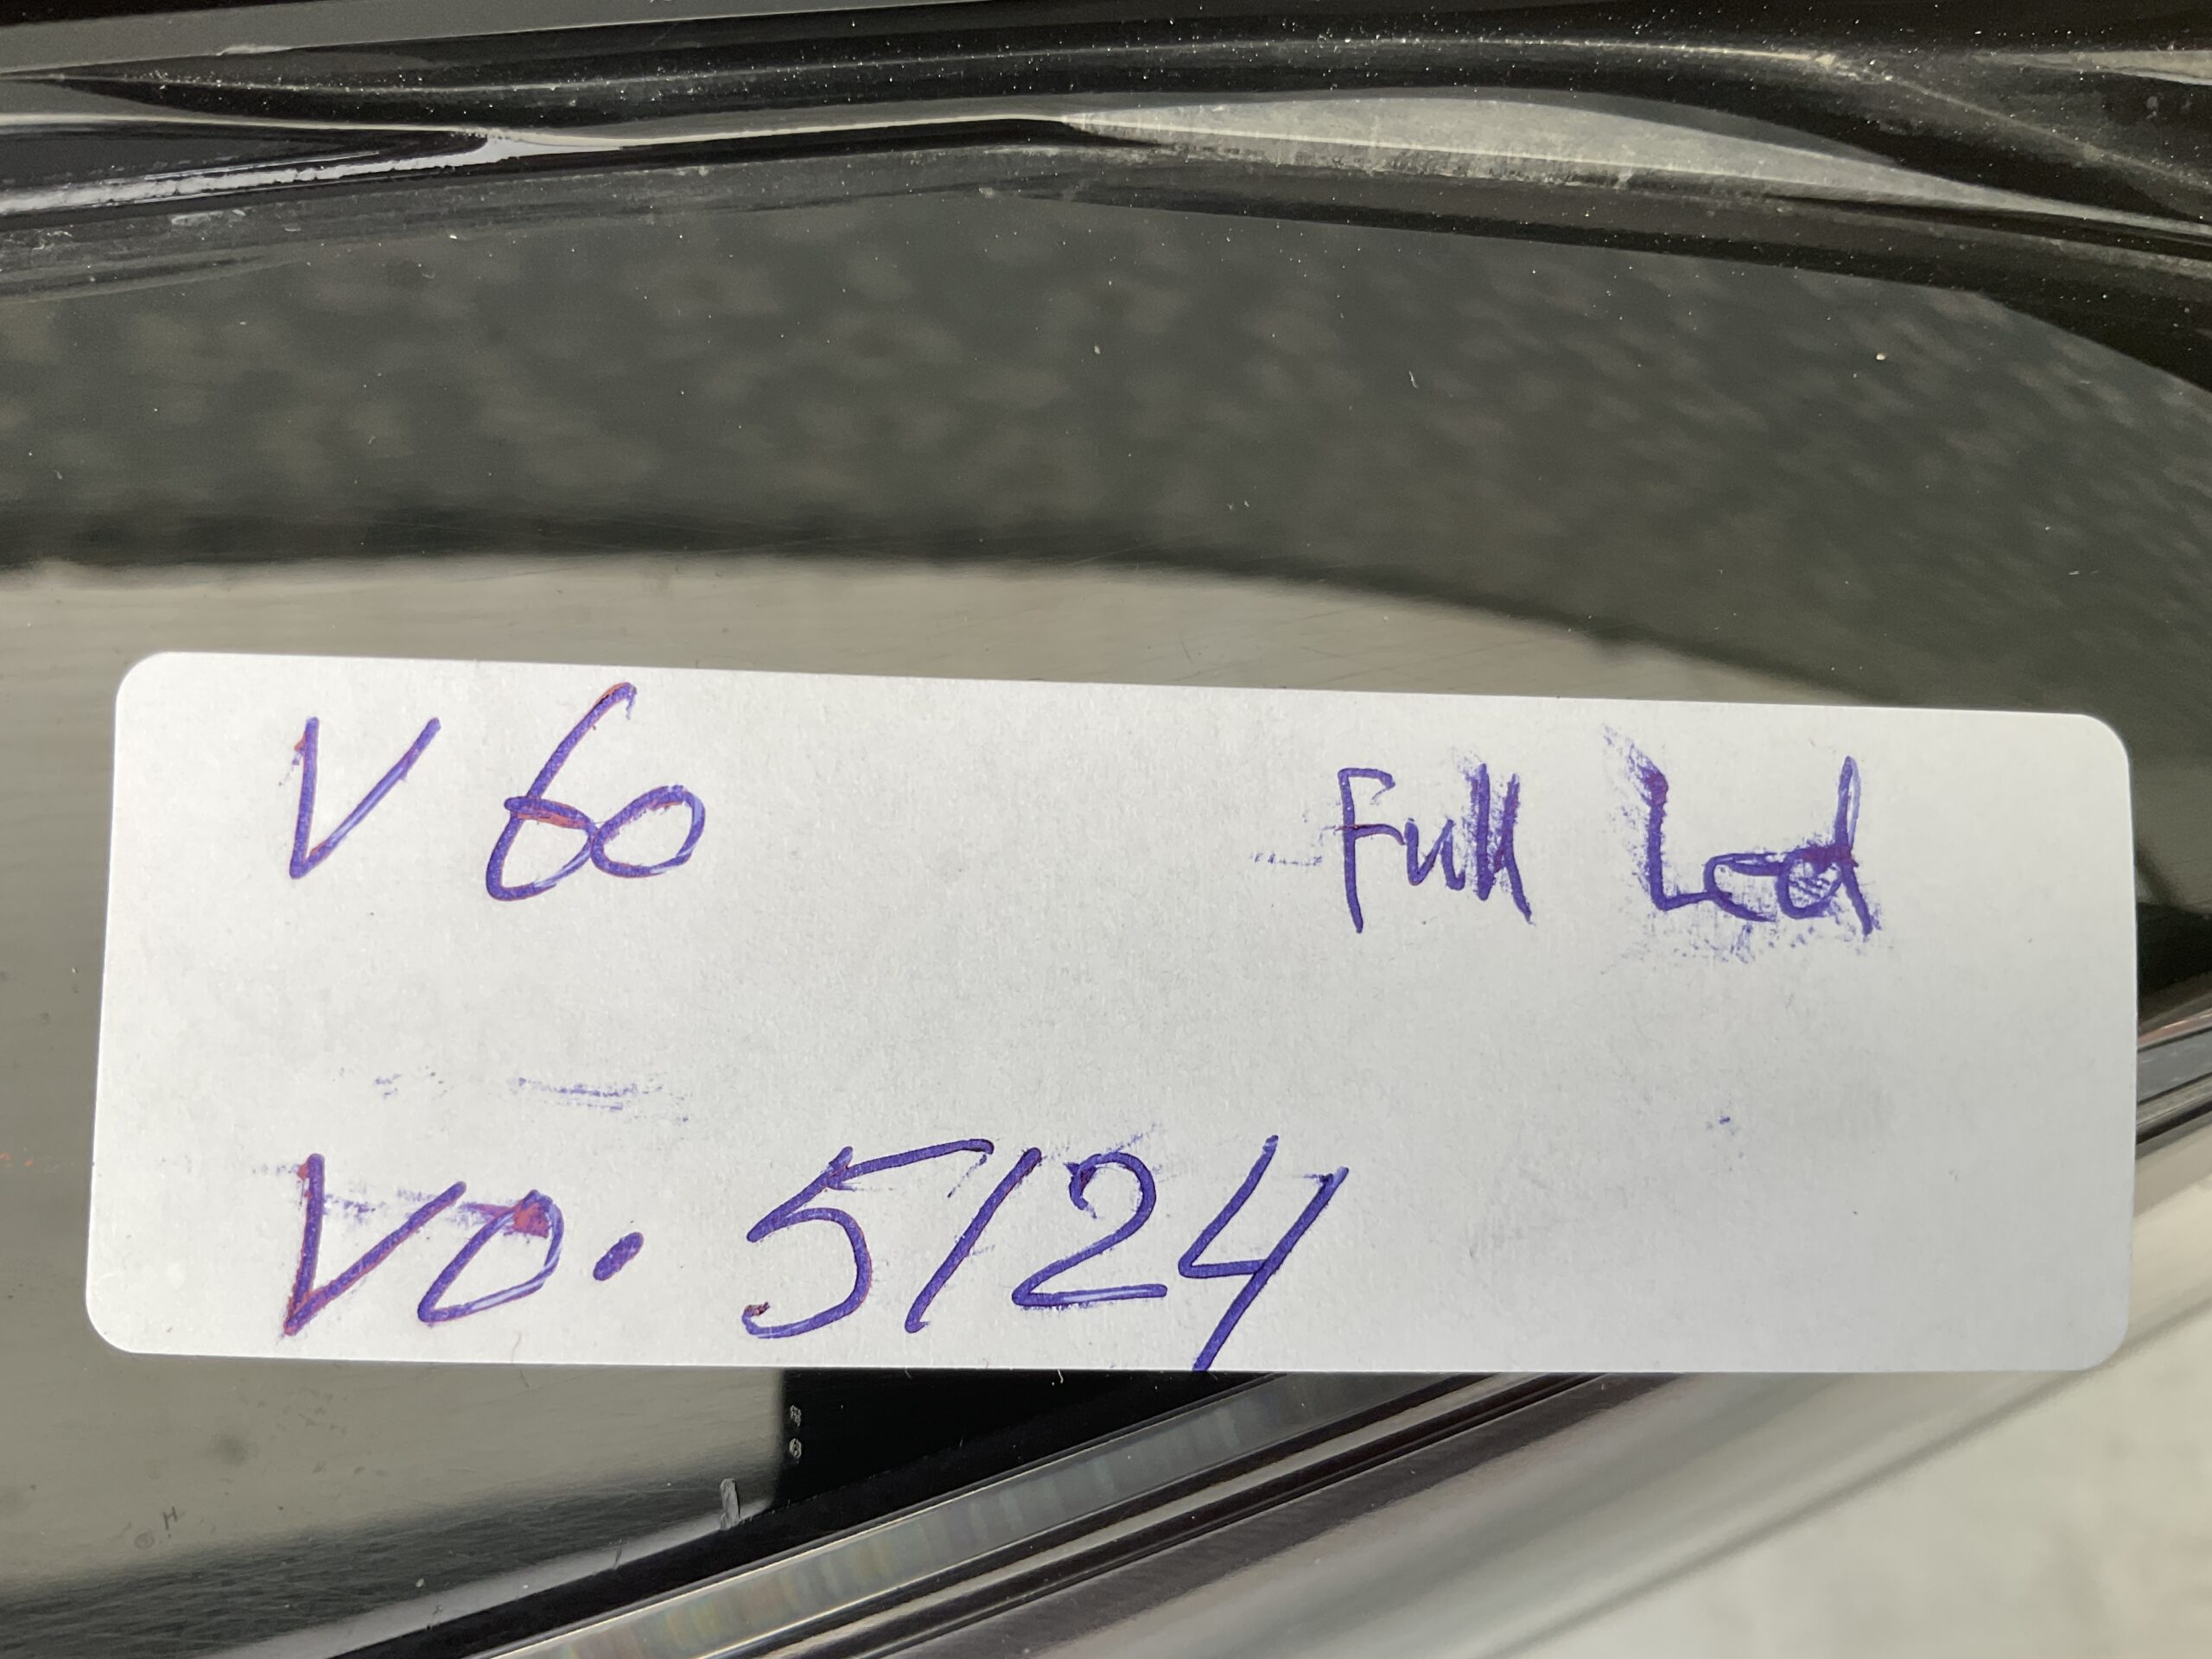 V 60 Full Led
VO. 5124